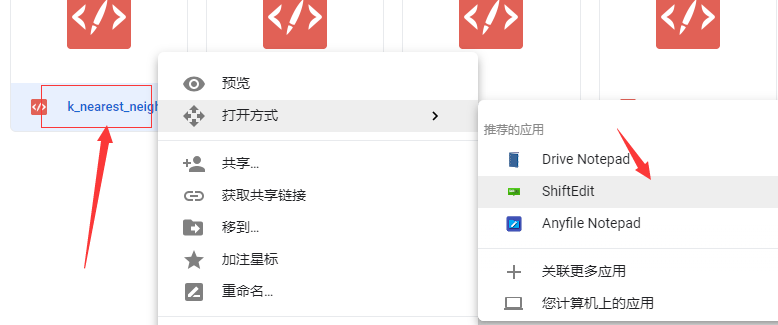 预览
k_nearest_neigh
打开方式
推荐的应用
Drive Notepad
共享...
ShiftEdit
获取共享链接
Anyfile Notepad
移到...
加注星标
关联更多应用
重命名...
您计算机上的应用